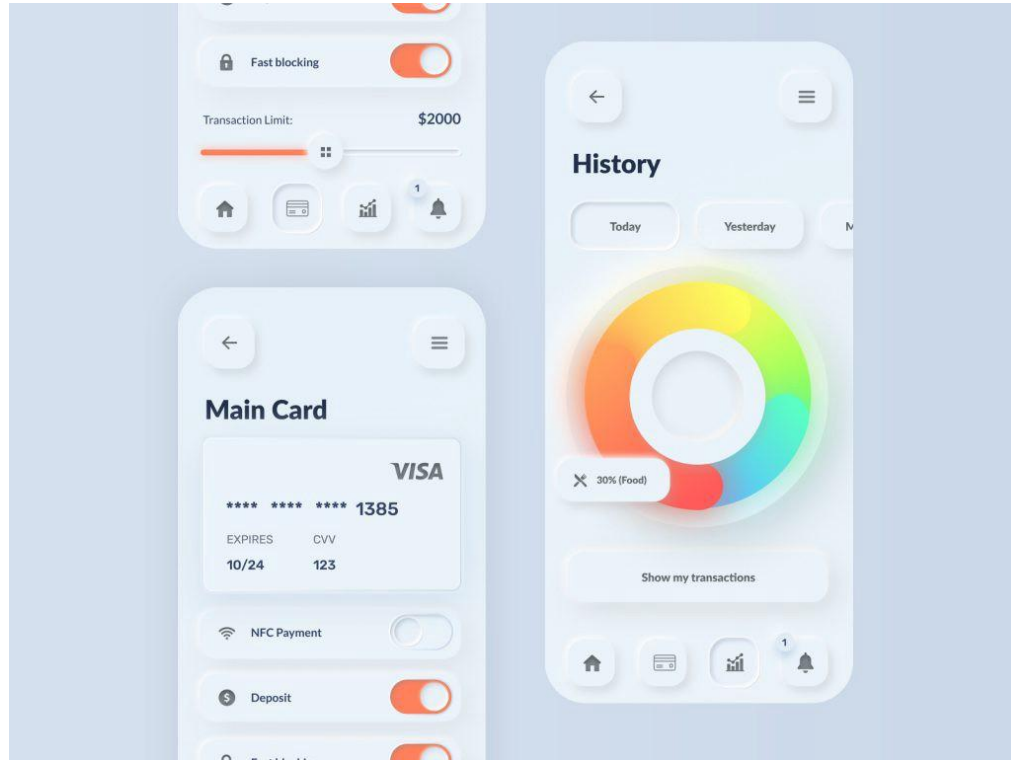 Fast blocking
Transaction Limit: $2000
1
Main Card
VISA
**** **** **** 1385
EXPIRES CVV
10/24 123
NFC Payment
Deposit
History
Today Yesterday M
30% (Food)
Show my transactions
1